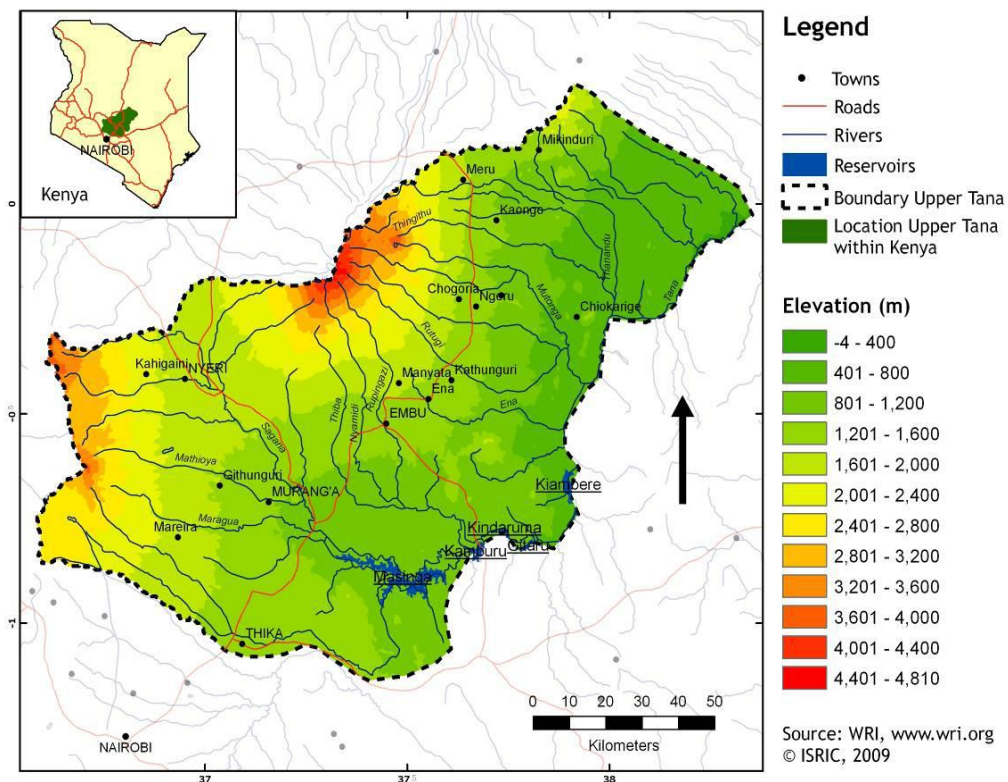 NAIROBI
Kenya
Legend
Towns
Roads
Rivers
Reservoirs
Boundary Upper Tana
Location Upper Tana
within Kenya
Elevation (m)
-4 - 400
401 - 800
801 - 1,200
1,201 - 1,600
1,601 - 2,000
2,001 - 2,400
2,401 - 2,800
2,801 - 3,200
3,201 - 3,600
3,601 - 4,000
4,001 - 4,400
4,401 - 4,810
Source: WRI, www.wri.org
© ISRIC, 2009
Mikinduri
Meru
Kaongo
Thingithu
Thanandu
Tana
Chogoria
Ngeru
Mutonga
Chiokarige
Rutugi
Kahigaini
NYERI
Manyata
Kathunguri
Ena
Rupingazi
Ena
EMBU
Thiba
Nyamidi
Sagana
Mathioya
Githunguri
MURANG'A
Kiambere
Maragua
Mareira
Kindaruma
Gitaru
Kamburu
Masinga
THIKA
NAIROBI
0
.5
-1
37
37.5
38
0 10 20 30 40 50
Kilometers